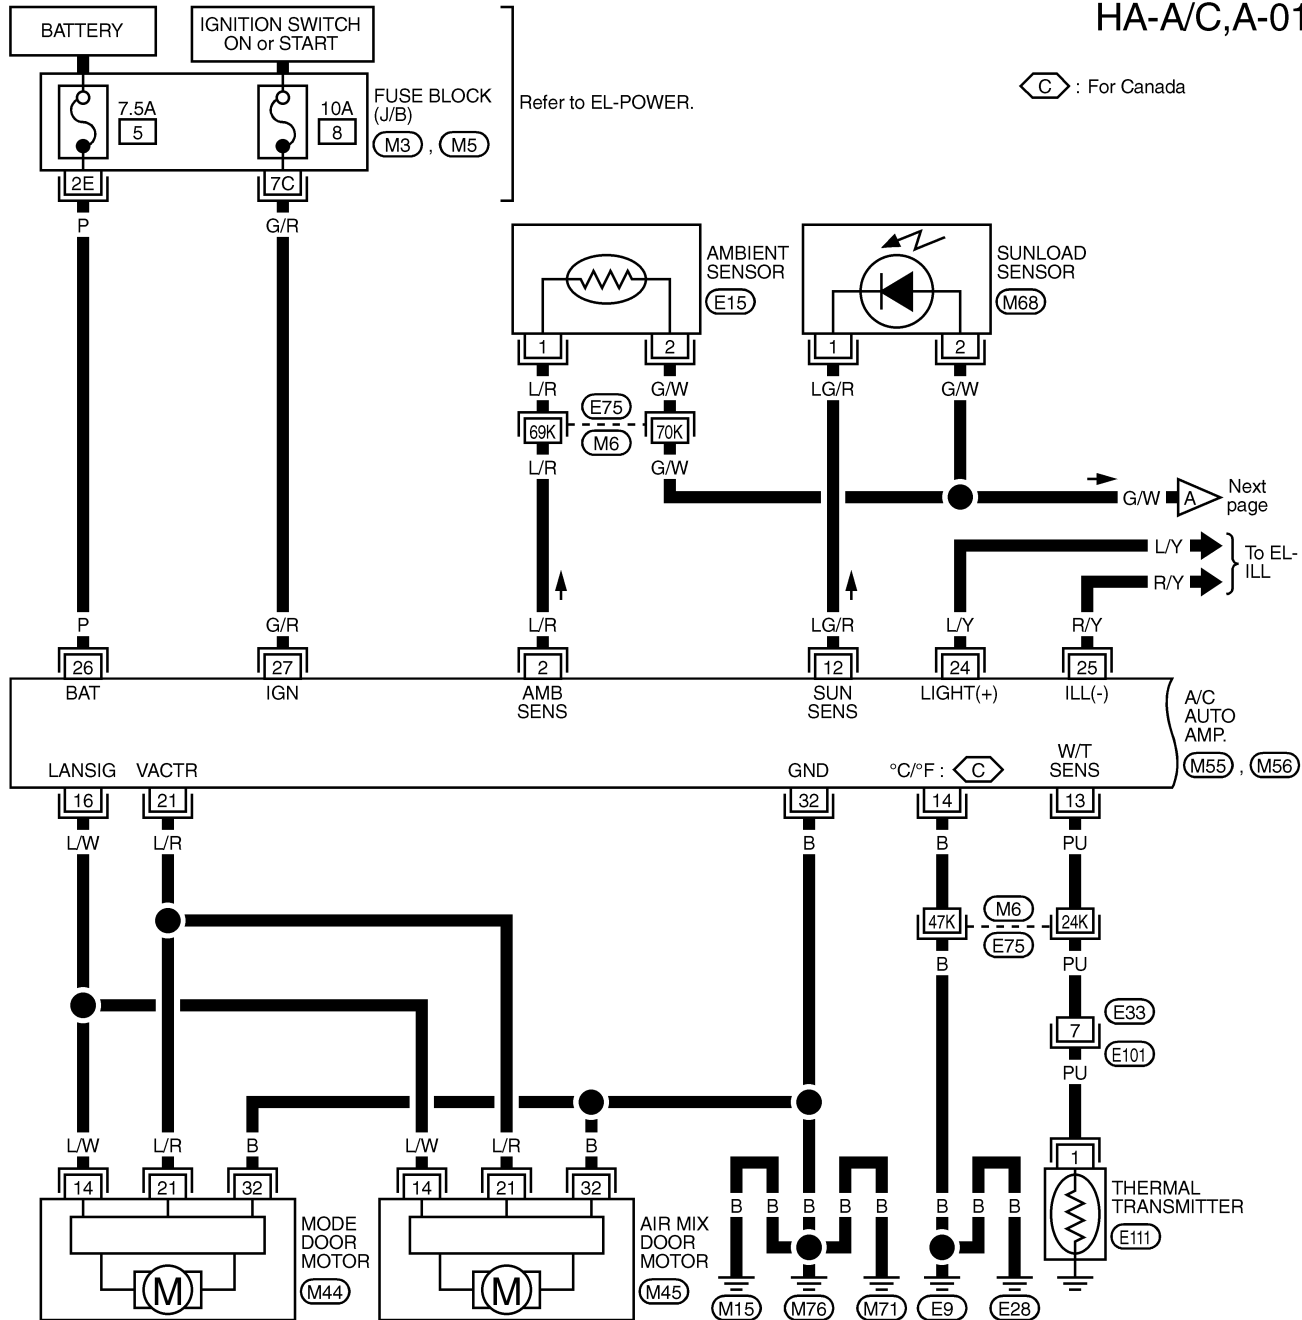 HA-A/C,A-01
BATTERY
IGNITION SWITCH
ON or START
C : For Canada
7.5A
5
10A
8
FUSE BLOCK
(J/B)
M3 , M5
Refer to EL-POWER.
2E
7C
P
G/R
AMBIENT
SENSOR
E15
SUNLOAD
SENSOR
M68
1
2
1
2
L/R
G/W
LG/R
G/W
E75
69K
70K
M6
L/R
G/W
G/W
A
Next
page
L/Y
R/Y
To EL-
ILL
P
G/R
L/R
LG/R
L/Y
R/Y
26
27
2
12
24
25
BAT
IGN
AMB
SENS
SUN
SENS
LIGHT(+)
ILL(-)
A/C
AUTO
AMP.
M55 , M56
LANSIG
VACTR
GND
°C/°F : C
W/T
SENS
16
21
32
14
13
L/W
L/R
B
B
PU
M6
47K
24K
E75
B
PU
E33
7
E101
PU
L/W
L/R
B
L/W
L/R
B
1
14
21
32
14
21
32
THERMAL
TRANSMITTER
E111
B
B
B
B
B
B
B
B
MODE
DOOR
MOTOR
M44
M
AIR MIX
DOOR
MOTOR
M45
M
M15
M76
M71
E9
E28